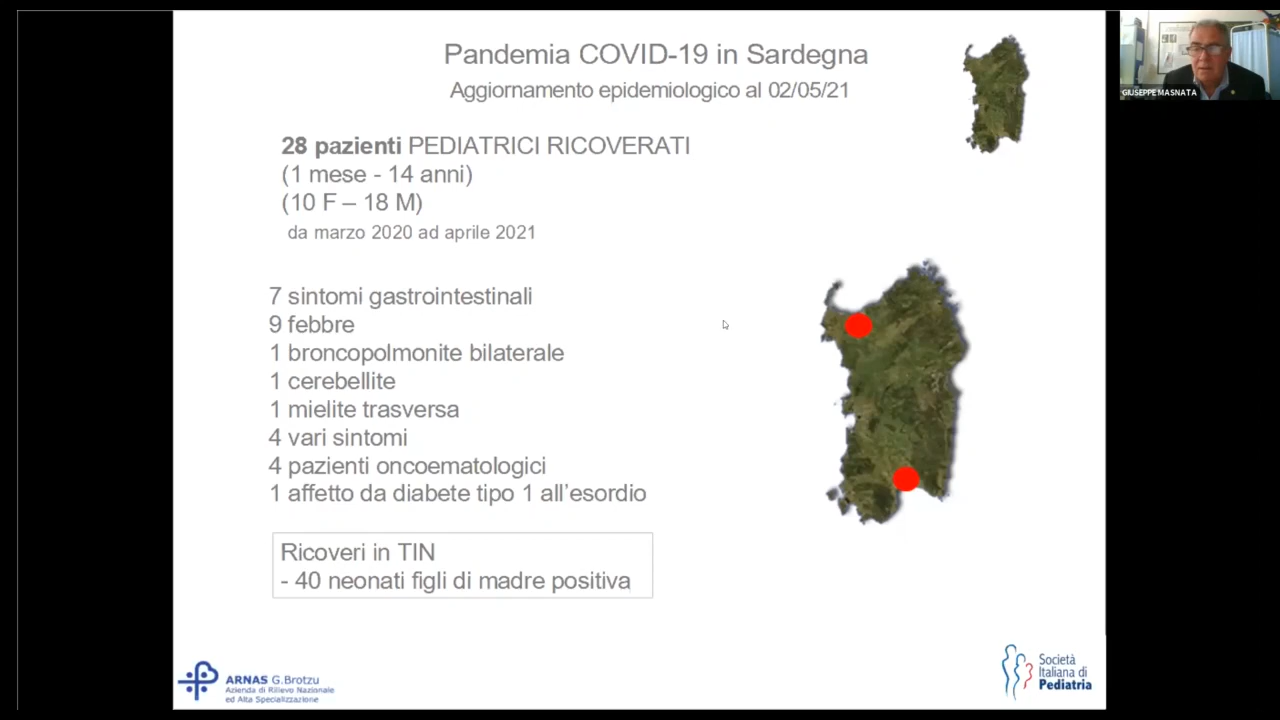 Pandemia COVID-19 in Sardegna
Aggiornamento epidemiologico al 02/05/21
GIUSEPPE MASNATA
28 pazienti PEDIATRICI RICOVERATI
(1 mese - 14 anni)
(10 F – 18 M)
da marzo 2020 ad aprile 2021
7 sintomi gastrointestinali
9 febbre
1 broncopolmonite bilaterale
1 cerebellite
1 mielite trasversa
4 vari sintomi
4 pazienti oncoematologici
1 affetto da diabete tipo 1 all’esordio
Ricoveri in TIN
- 40 neonati figli di madre positiva
ARNAS G.Brotzu
Azienda di Rilievo Nazionale
ed Alta Specializzazione
Società
Italiana di
Pediatria